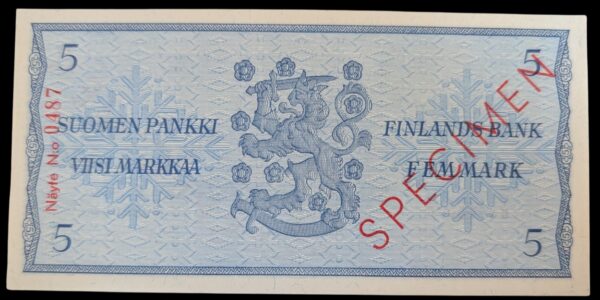 5
5
SUOMEN PANKKI
FINLANDS BANK
VIISI MARKKAA
FEM MARK
5
5
Näyte No 0487
SPECIMEN